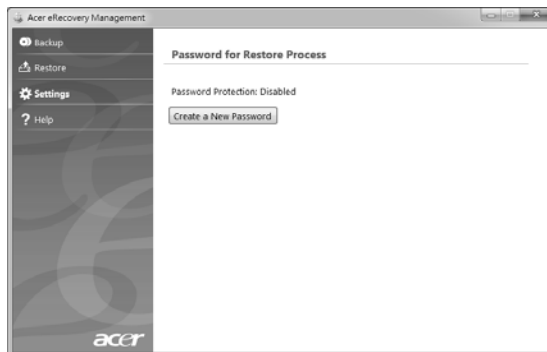 Acer eRecovery Management
Backup
Restore
Settings
Help
Password for Restore Process
Password Protection: Disabled
Create a New Password
acer